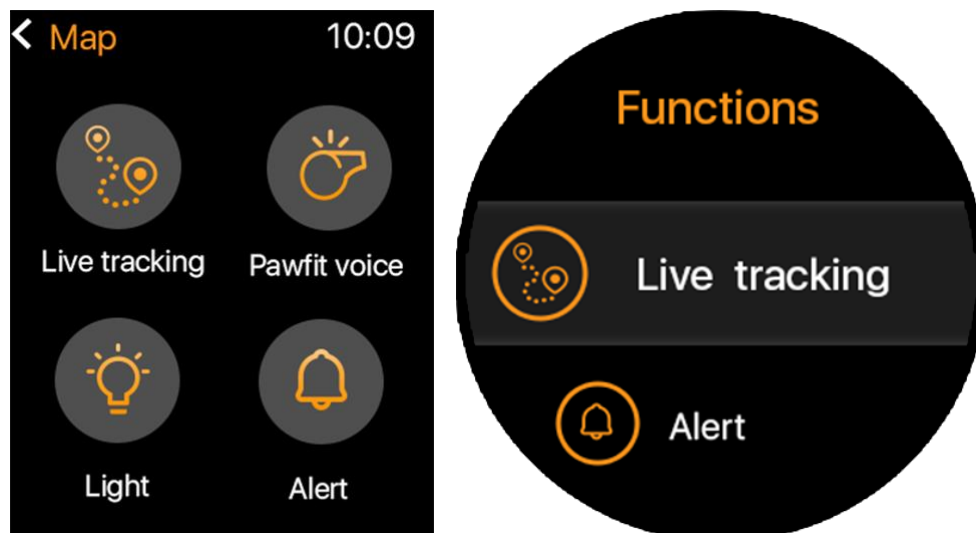 Map 10:09
Live tracking Pawfit voice
Light Alert
Functions
Live tracking
Alert